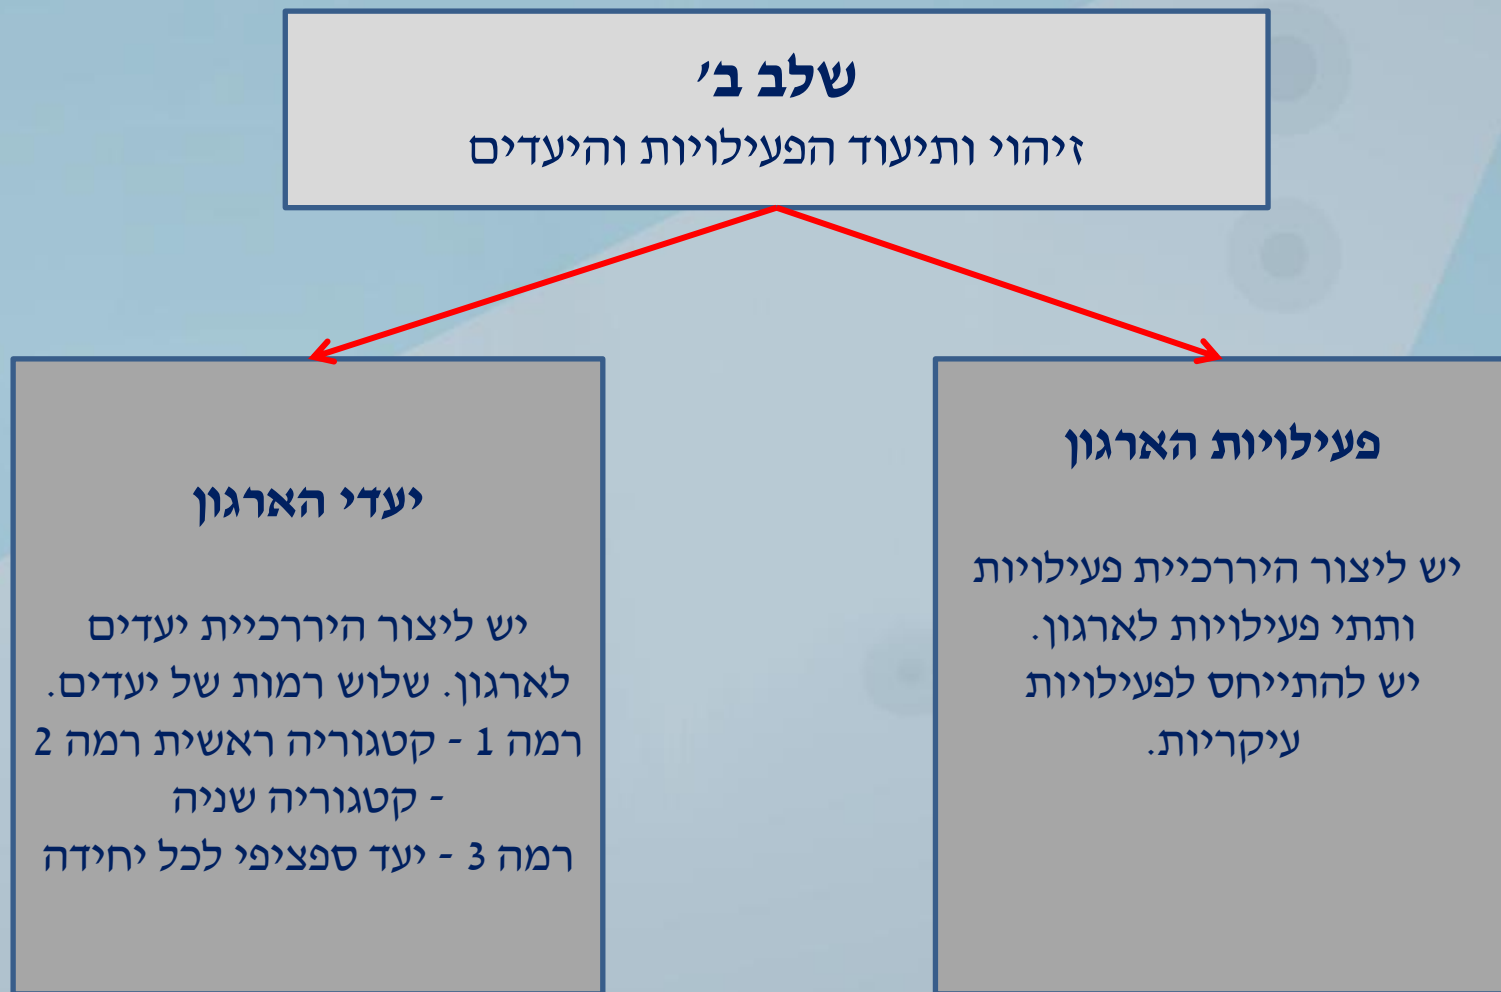 שלב ב'
זיהוי ותיעוד הפעילויות והיעדים
פעילויות הארגון
יש ליצור היררכיית פעילויות
ותתי פעילויות לארגון.
יש להתייחס לפעילויות
עיקריות.
יעדי הארגון
יש ליצור היררכיית יעדים
לארגון. שלוש רמות של יעדים.
רמה 1 - קטגוריה ראשית רמה 2
- קטגוריה שניה
רמה 3 - יעד ספציפי לכל יחידה